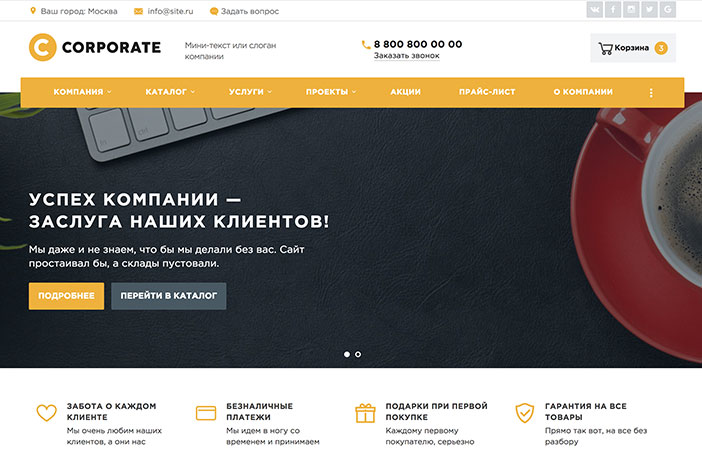 Ваш город: Москва
info@site.ru
Задать вопрос
C CORPORATE
Мини-текст или слоган
компании
8 800 800 00 00
Заказать звонок
Корзина 3
КОМПАНИЯ КАТАЛОГ УСЛУГИ ПРОЕКТЫ АКЦИИ ПРАЙС-ЛИСТ О КОМПАНИИ
УСПЕХ КОМПАНИИ —
ЗАСЛУГА НАШИХ КЛИЕНТОВ!
Мы даже и не знаем, что бы мы делали без вас. Сайт
простаивал бы, а склады пустовали.
ПОДРОБНЕЕ
ПЕРЕЙТИ В КАТАЛОГ
ЗАБОТА О КАЖДОМ
КЛИЕНТЕ
Мы очень любим наших
клиентов, а они нас
БЕЗНАЛИЧНЫЕ
ПЛАТЕЖИ
Мы идем в ногу со
временем и принимаем
ПОДАРКИ ПРИ ПЕРВОЙ
ПОКУПКЕ
Каждому первому
покупателю, серьезно
ГАРАНТИЯ НА ВСЕ
ТОВАРЫ
Прямо так вот, на все без
разбору